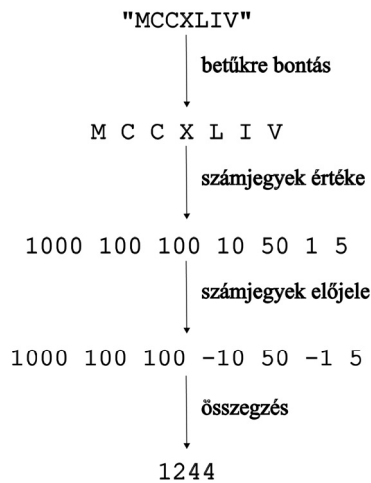 "MCCXLIV"
betűkre bontás
M C C X L I V
számjegyek értéke
1000 100 100 10 50 1 5
számjegyek előjele
1000 100 100 -10 50 -1 5
összegzés
1244